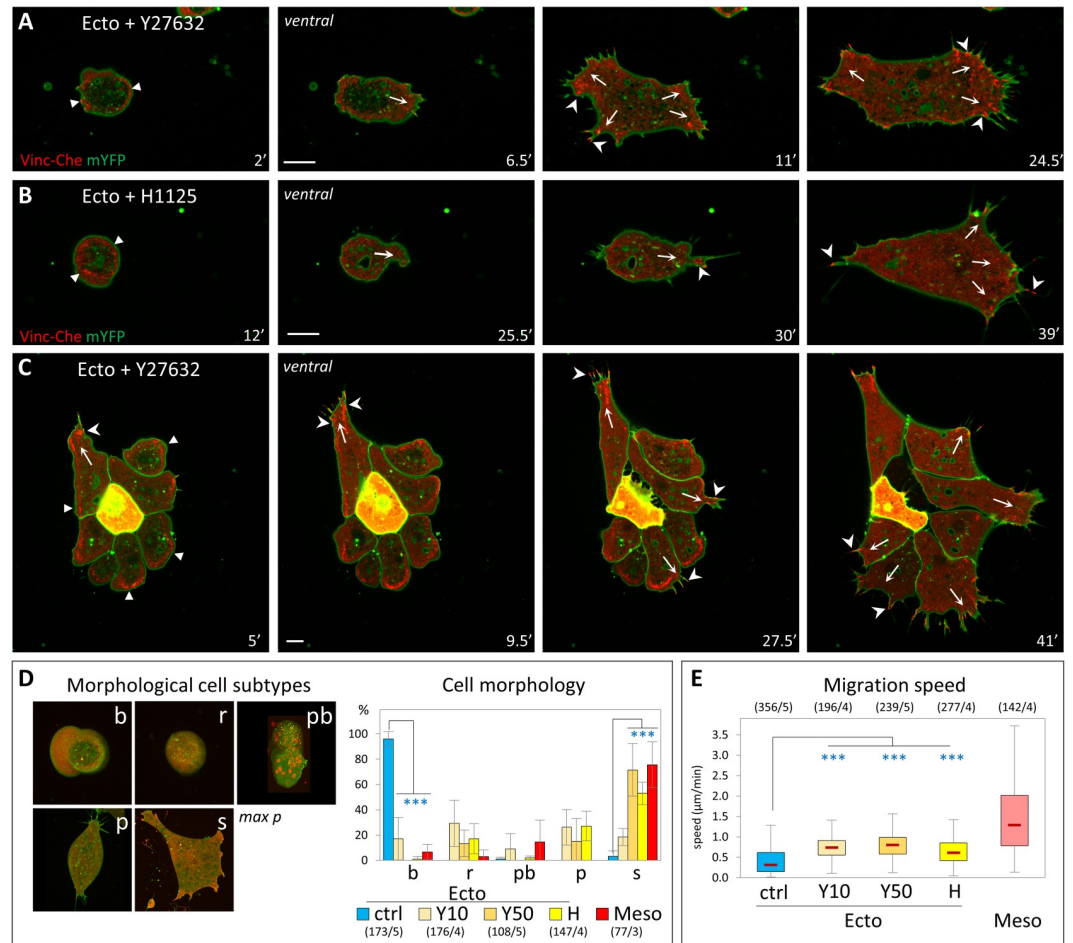 A
Ecto + Y27632
ventral
Vinc-Che mYFP
2'
6.5'
11'
24.5'
B
Ecto + H1125
ventral
Vinc-Che mYFP
12'
25.5'
30'
39'
C
Ecto + Y27632
ventral
5'
9.5'
27.5'
41'
D
Morphological cell subtypes
b
r
pb
p
s
max p
Cell morphology
%
100
80
60
40
20
0
***
***
b r pb p s
Ecto
ctrl Y10 Y50 H Meso
(173/5) (176/4) (108/5) (147/4) (77/3)
E
Migration speed
(356/5) (196/4) (239/5) (277/4) (142/4)
speed (µm/min)
3.5
3.0
2.5
2.0
1.5
1.0
0.5
0.0
*** *** ***
ctrl Y10 Y50 H
Ecto
Meso